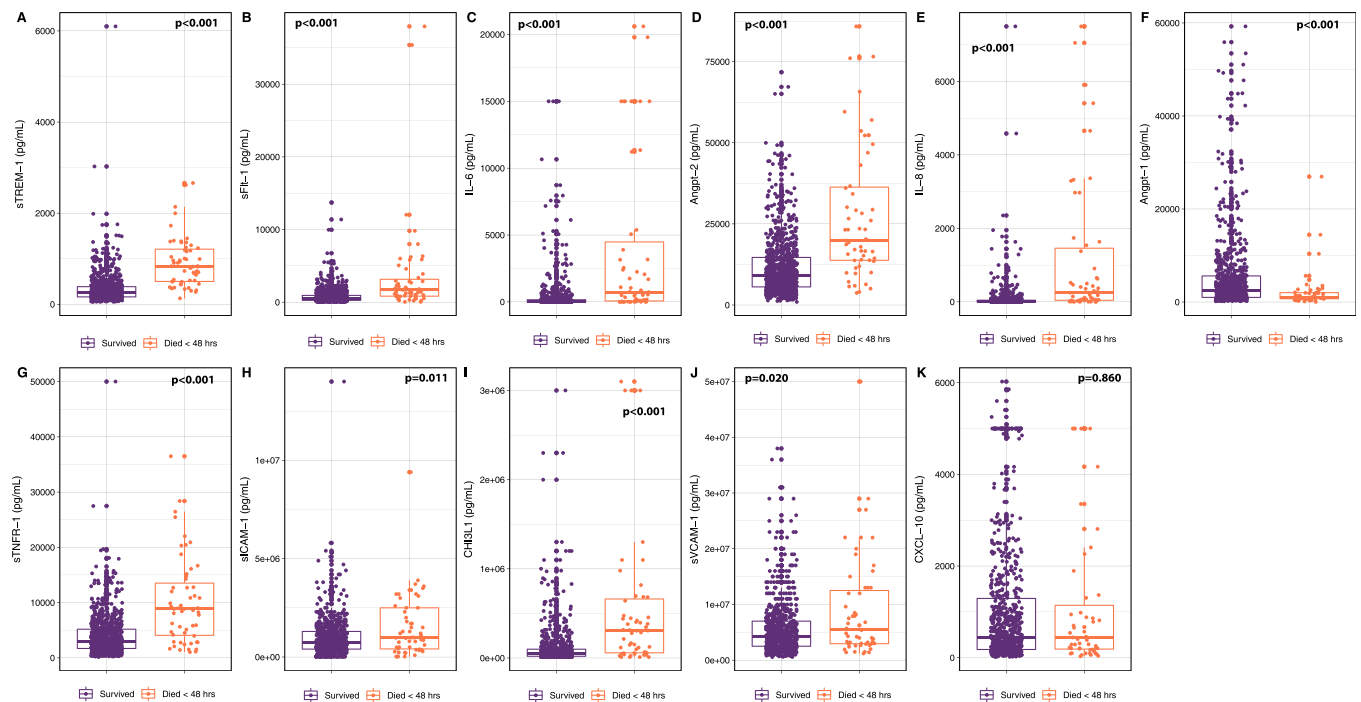 A
p<0.001
sTREM−1 (pg/mL)
6000
4000
2000
0
Survived Died < 48 hrs
B
p<0.001
sFlt−1 (pg/mL)
30000
20000
10000
0
Survived Died < 48 hrs
C
p<0.001
IL−6 (pg/mL)
20000
15000
10000
5000
0
Survived Died < 48 hrs
D
p<0.001
Angpt−2 (pg/mL)
75000
50000
25000
0
Survived Died < 48 hrs
E
p<0.001
IL−8 (pg/mL)
7500
6000
4000
2000
0
Survived Died < 48 hrs
F
p<0.001
Angpt−1 (pg/mL)
60000
40000
20000
0
Survived Died < 48 hrs
G
p<0.001
sTNFR−1 (pg/mL)
50000
40000
30000
20000
10000
0
Survived Died < 48 hrs
H
p=0.011
sICAM−1 (pg/mL)
1e+07
5e+06
0e+00
Survived Died < 48 hrs
I
p<0.001
CHI3L1 (pg/mL)
3e+06
2e+06
1e+06
0e+00
Survived Died < 48 hrs
J
p=0.020
sVCAM−1 (pg/mL)
5e+07
4e+07
3e+07
2e+07
1e+07
0e+00
Survived Died < 48 hrs
K
p=0.860
CXCL−10 (pg/mL)
6000
4000
2000
0
Survived Died < 48 hrs